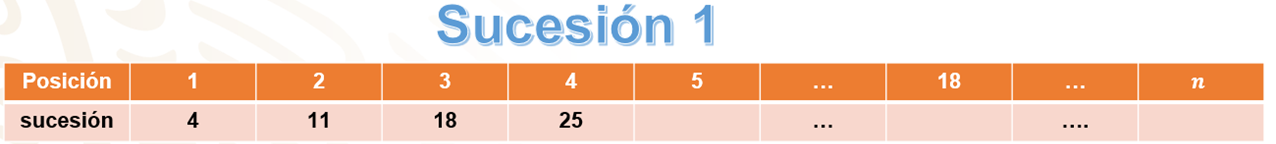 Sucesión 1
Posición 1 2 3 4 5 ... 18 ... n
sucesión 4 11 18 25 ... ....